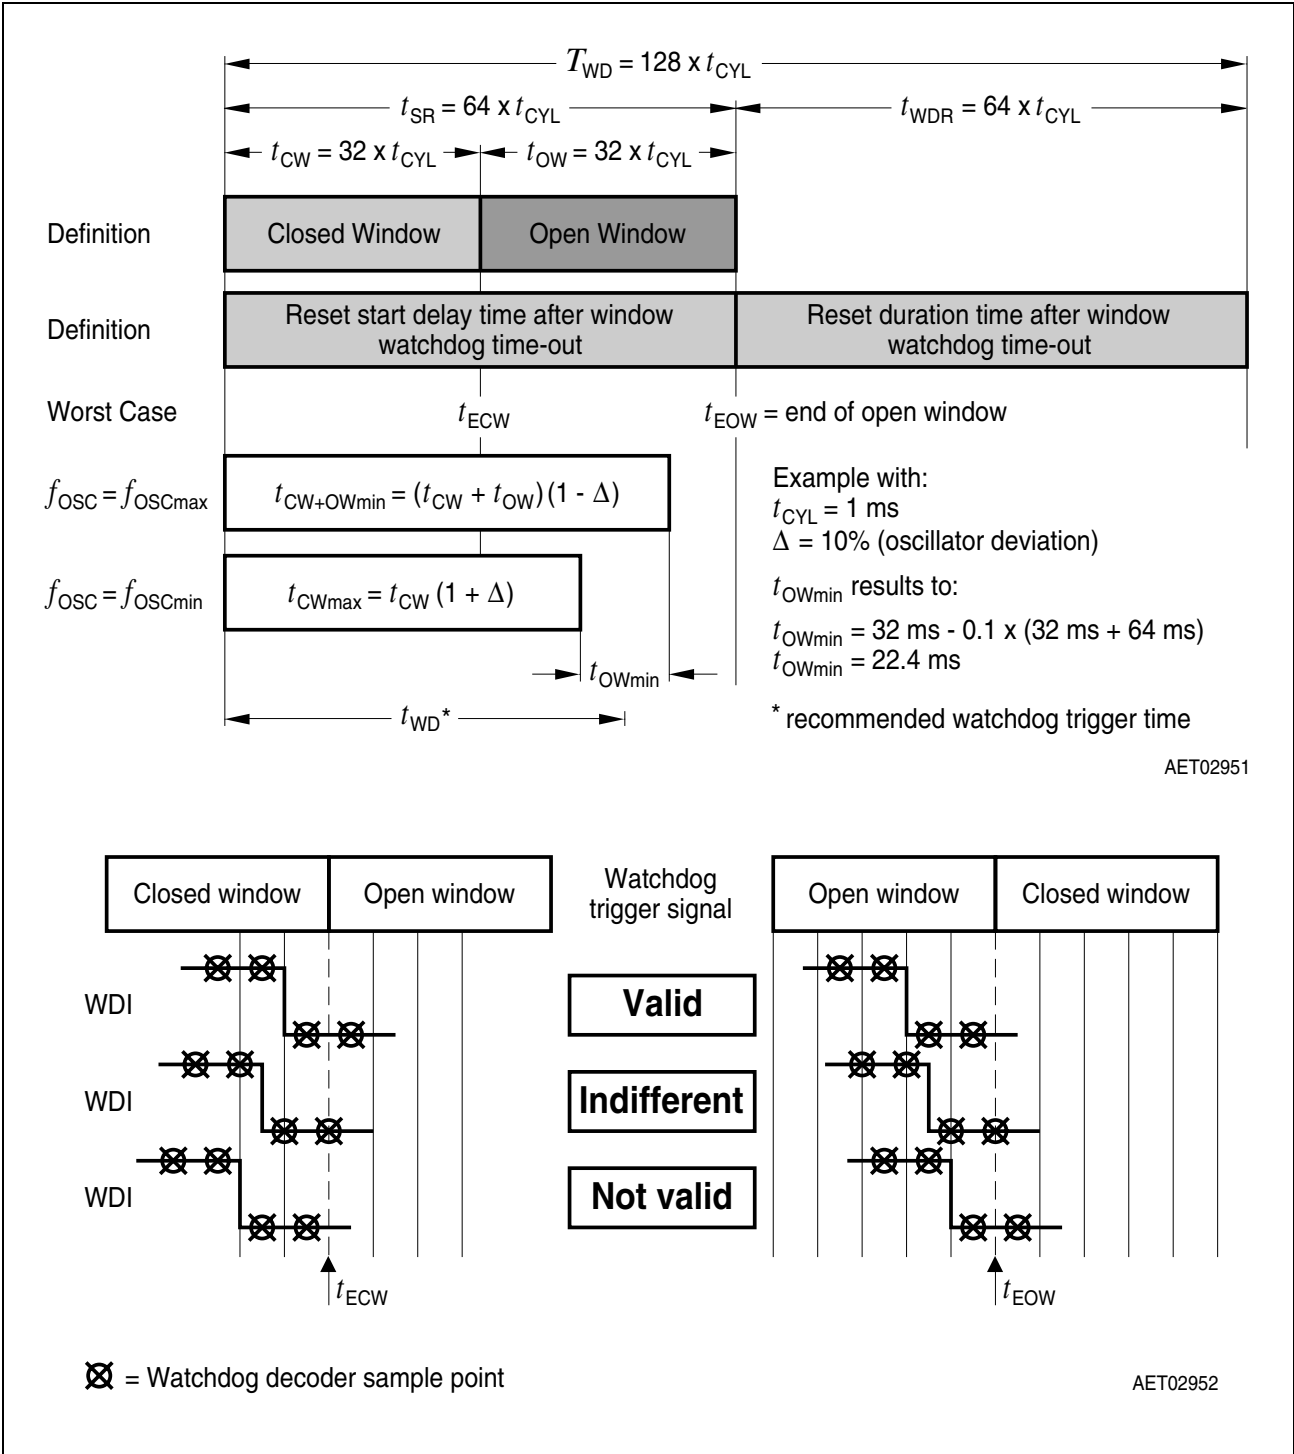 T_WD = 128 x t_CYL
t_SR = 64 x t_CYL
t_WDR = 64 x t_CYL
t_CW = 32 x t_CYL
t_OW = 32 x t_CYL
Definition
Closed Window
Open Window
Definition
Reset start delay time after window
watchdog time-out
Reset duration time after window
watchdog time-out
Worst Case
t_ECW
t_EOW = end of open window
f_OSC = f_OSCmax
t_CW+OWmin = (t_CW + t_OW)(1 - Δ)
f_OSC = f_OSCmin
t_CWmax = t_CW (1 + Δ)
t_OWmin
t_WD*
Example with:
t_CYL = 1 ms
Δ = 10% (oscillator deviation)
t_OWmin results to:
t_OWmin = 32 ms - 0.1 x (32 ms + 64 ms)
t_OWmin = 22.4 ms
* recommended watchdog trigger time
AET02951
Closed window
Open window
Watchdog
trigger signal
Open window
Closed window
WDI
Valid
WDI
Indifferent
WDI
Not valid
t_ECW
t_EOW
= Watchdog decoder sample point
AET02952